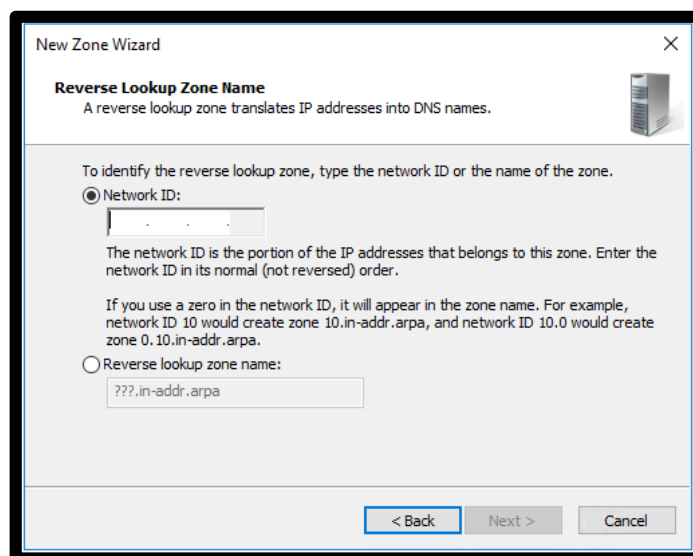 New Zone Wizard
Reverse Lookup Zone Name
A reverse lookup zone translates IP addresses into DNS names.
To identify the reverse lookup zone, type the network ID or the name of the zone.
Network ID:
. . .
The network ID is the portion of the IP addresses that belongs to this zone. Enter the
network ID in its normal (not reversed) order.
If you use a zero in the network ID, it will appear in the zone name. For example,
network ID 10 would create zone 10.in-addr.arpa, and network ID 10.0 would create
zone 0.10.in-addr.arpa.
Reverse lookup zone name:
???.in-addr.arpa
< Back Next > Cancel